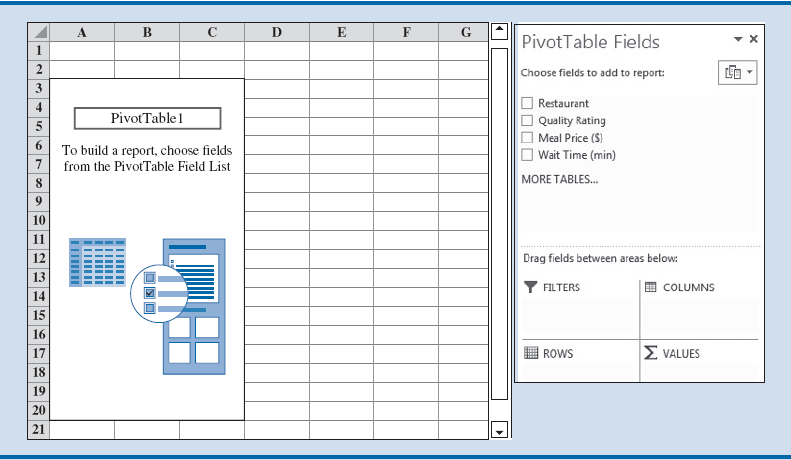 A B C D E F G
1
2
3
4
5
6
7
8
9
10
11
12
13
14
15
16
17
18
19
20
21
PivotTable1
To build a report, choose fields
from the PivotTable Field List
PivotTable Fields
Choose fields to add to report:
Restaurant
Quality Rating
Meal Price ($)
Wait Time (min)
MORE TABLES...
Drag fields between areas below:
FILTERS
COLUMNS
ROWS
Σ VALUES